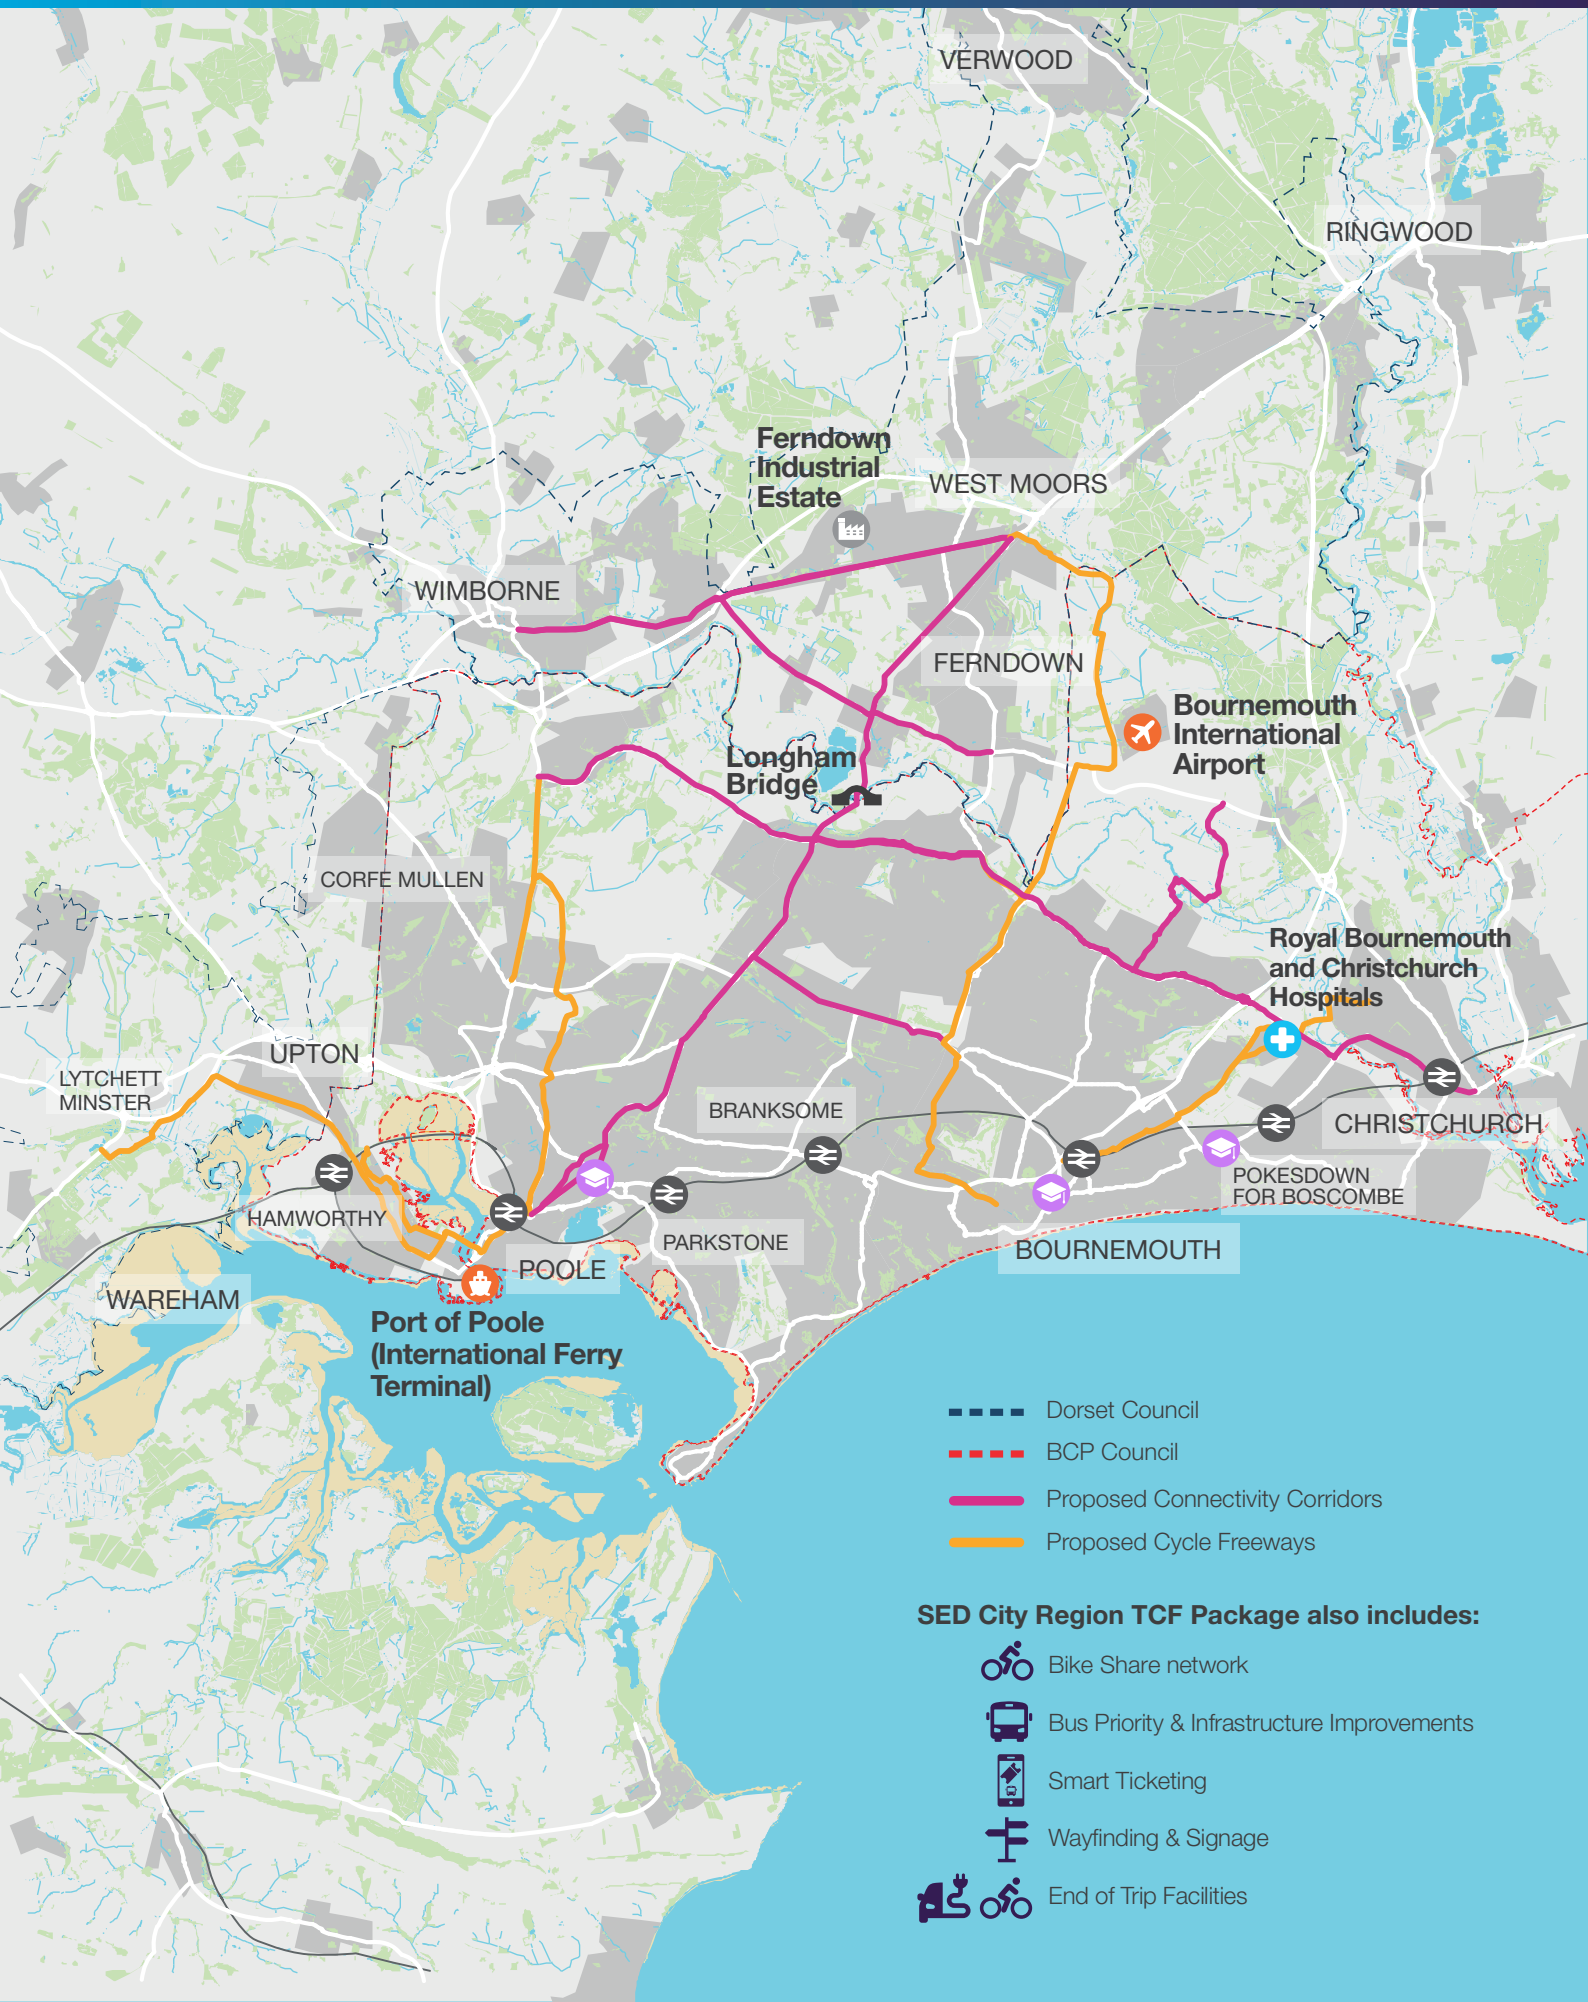 VERWOOD
RINGWOOD
Ferndown
Industrial
Estate
WEST MOORS
WIMBORNE
FERNDOWN
Bournemouth
International
Airport
Longham
Bridge
CORFE MULLEN
Royal Bournemouth
and Christchurch
Hospitals
UPTON
LYTCHETT
MINSTER
BRANKSOME
CHRISTCHURCH
POKESDOWN
FOR BOSCOMBE
HAMWORTHY
PARKSTONE
BOURNEMOUTH
POOLE
WAREHAM
Port of Poole
(International Ferry
Terminal)
Dorset Council
BCP Council
Proposed Connectivity Corridors
Proposed Cycle Freeways
SED City Region TCF Package also includes:
Bike Share network
Bus Priority & Infrastructure Improvements
Smart Ticketing
Wayfinding & Signage
End of Trip Facilities